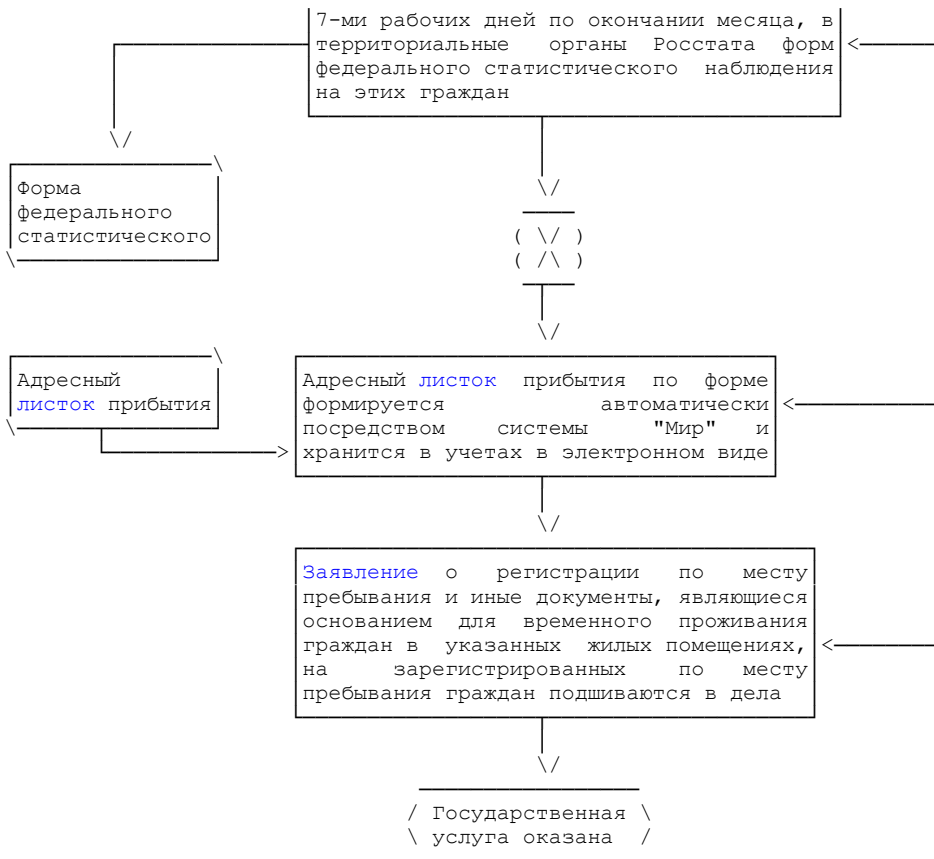 7-ми рабочих дней по окончании месяца, в
территориальные органы Росстата форм
федерального статистического наблюдения
на этих граждан
Форма
федерального
статистического
Адресный
листок прибытия
Адресный листок прибытия по форме
формируется автоматически
посредством системы "Мир" и
хранится в учетах в электронном виде
Заявление о регистрации по месту
пребывания и иные документы, являющиеся
основанием для временного проживания
граждан в указанных жилых помещениях,
на зарегистрированных по месту
пребывания граждан подшиваются в дела
Государственная
услуга оказана